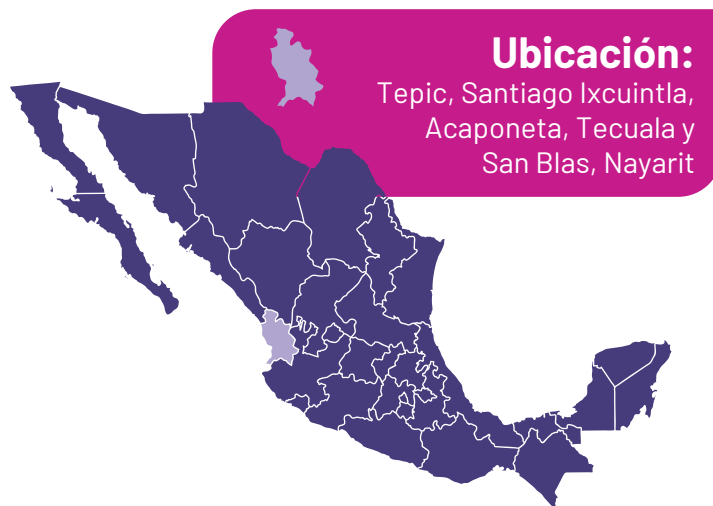 Ubicación:
Tepic, Santiago Ixcuintla,
Acaponeta, Tecuala y
San Blas, Nayarit